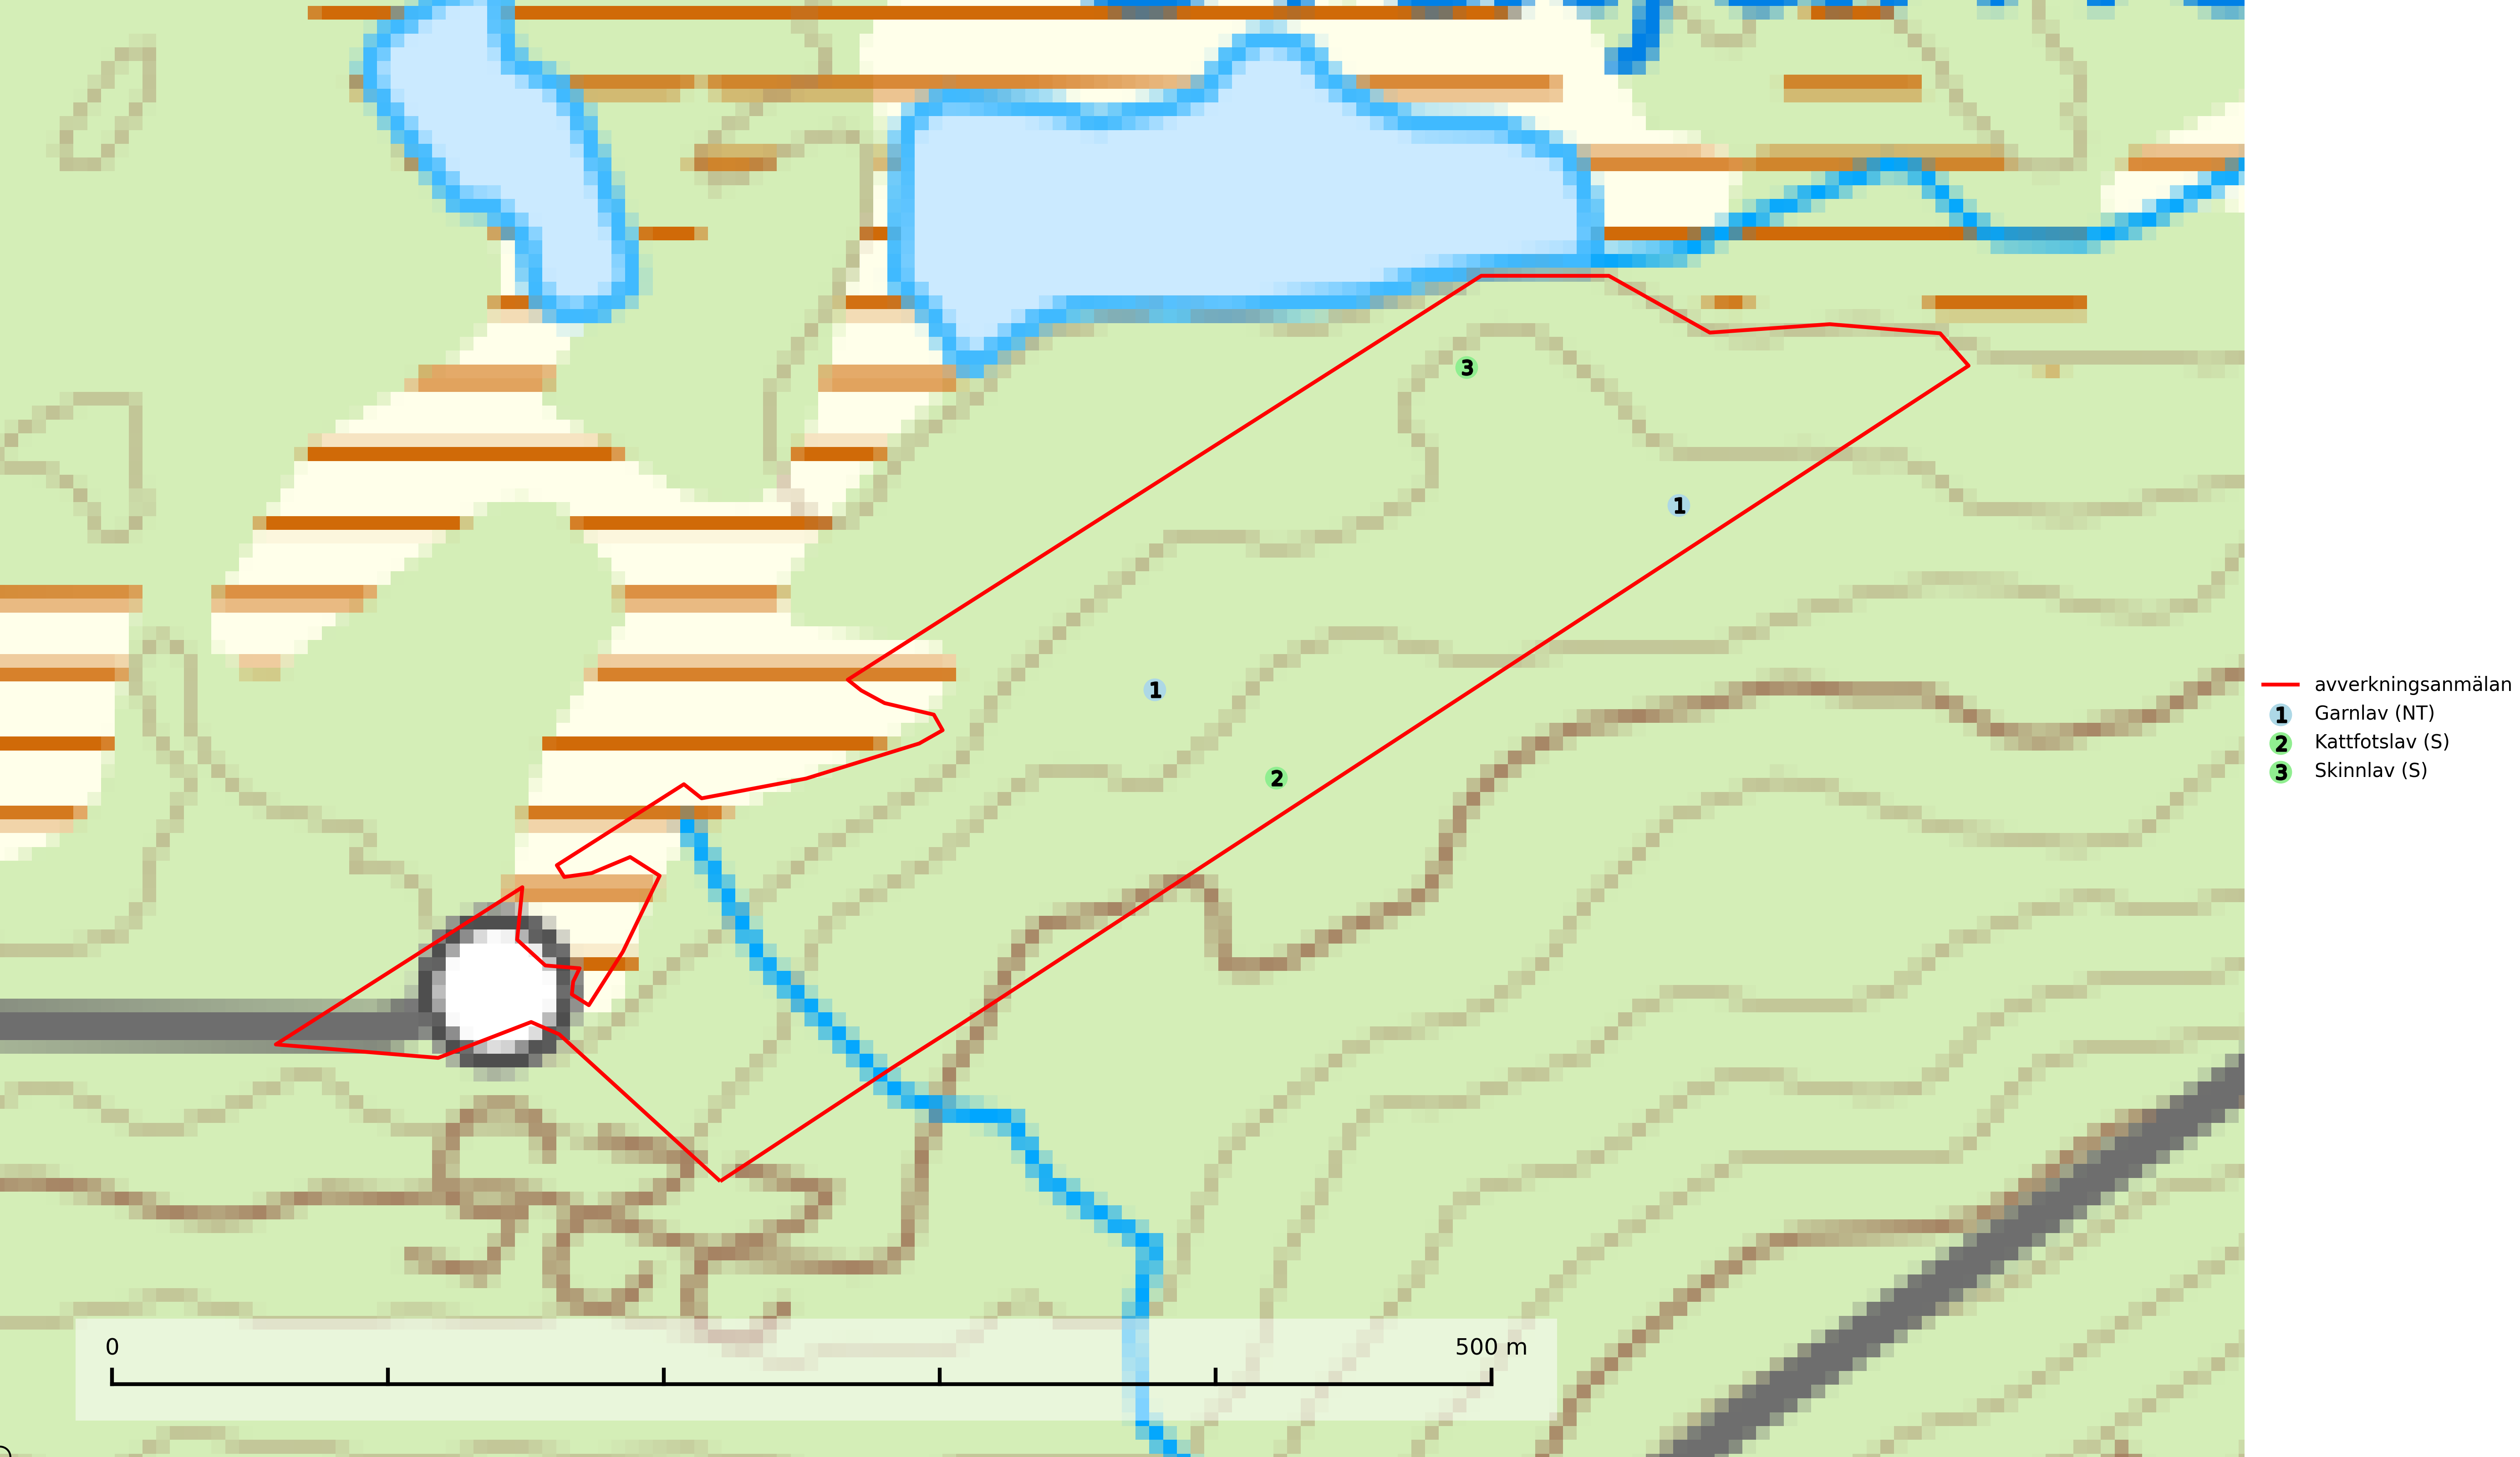 3
1
1
2
avverkningsanmälan
1 Garnlav (NT)
2 Kattfotslav (S)
3 Skinnlav (S)
0 500 m